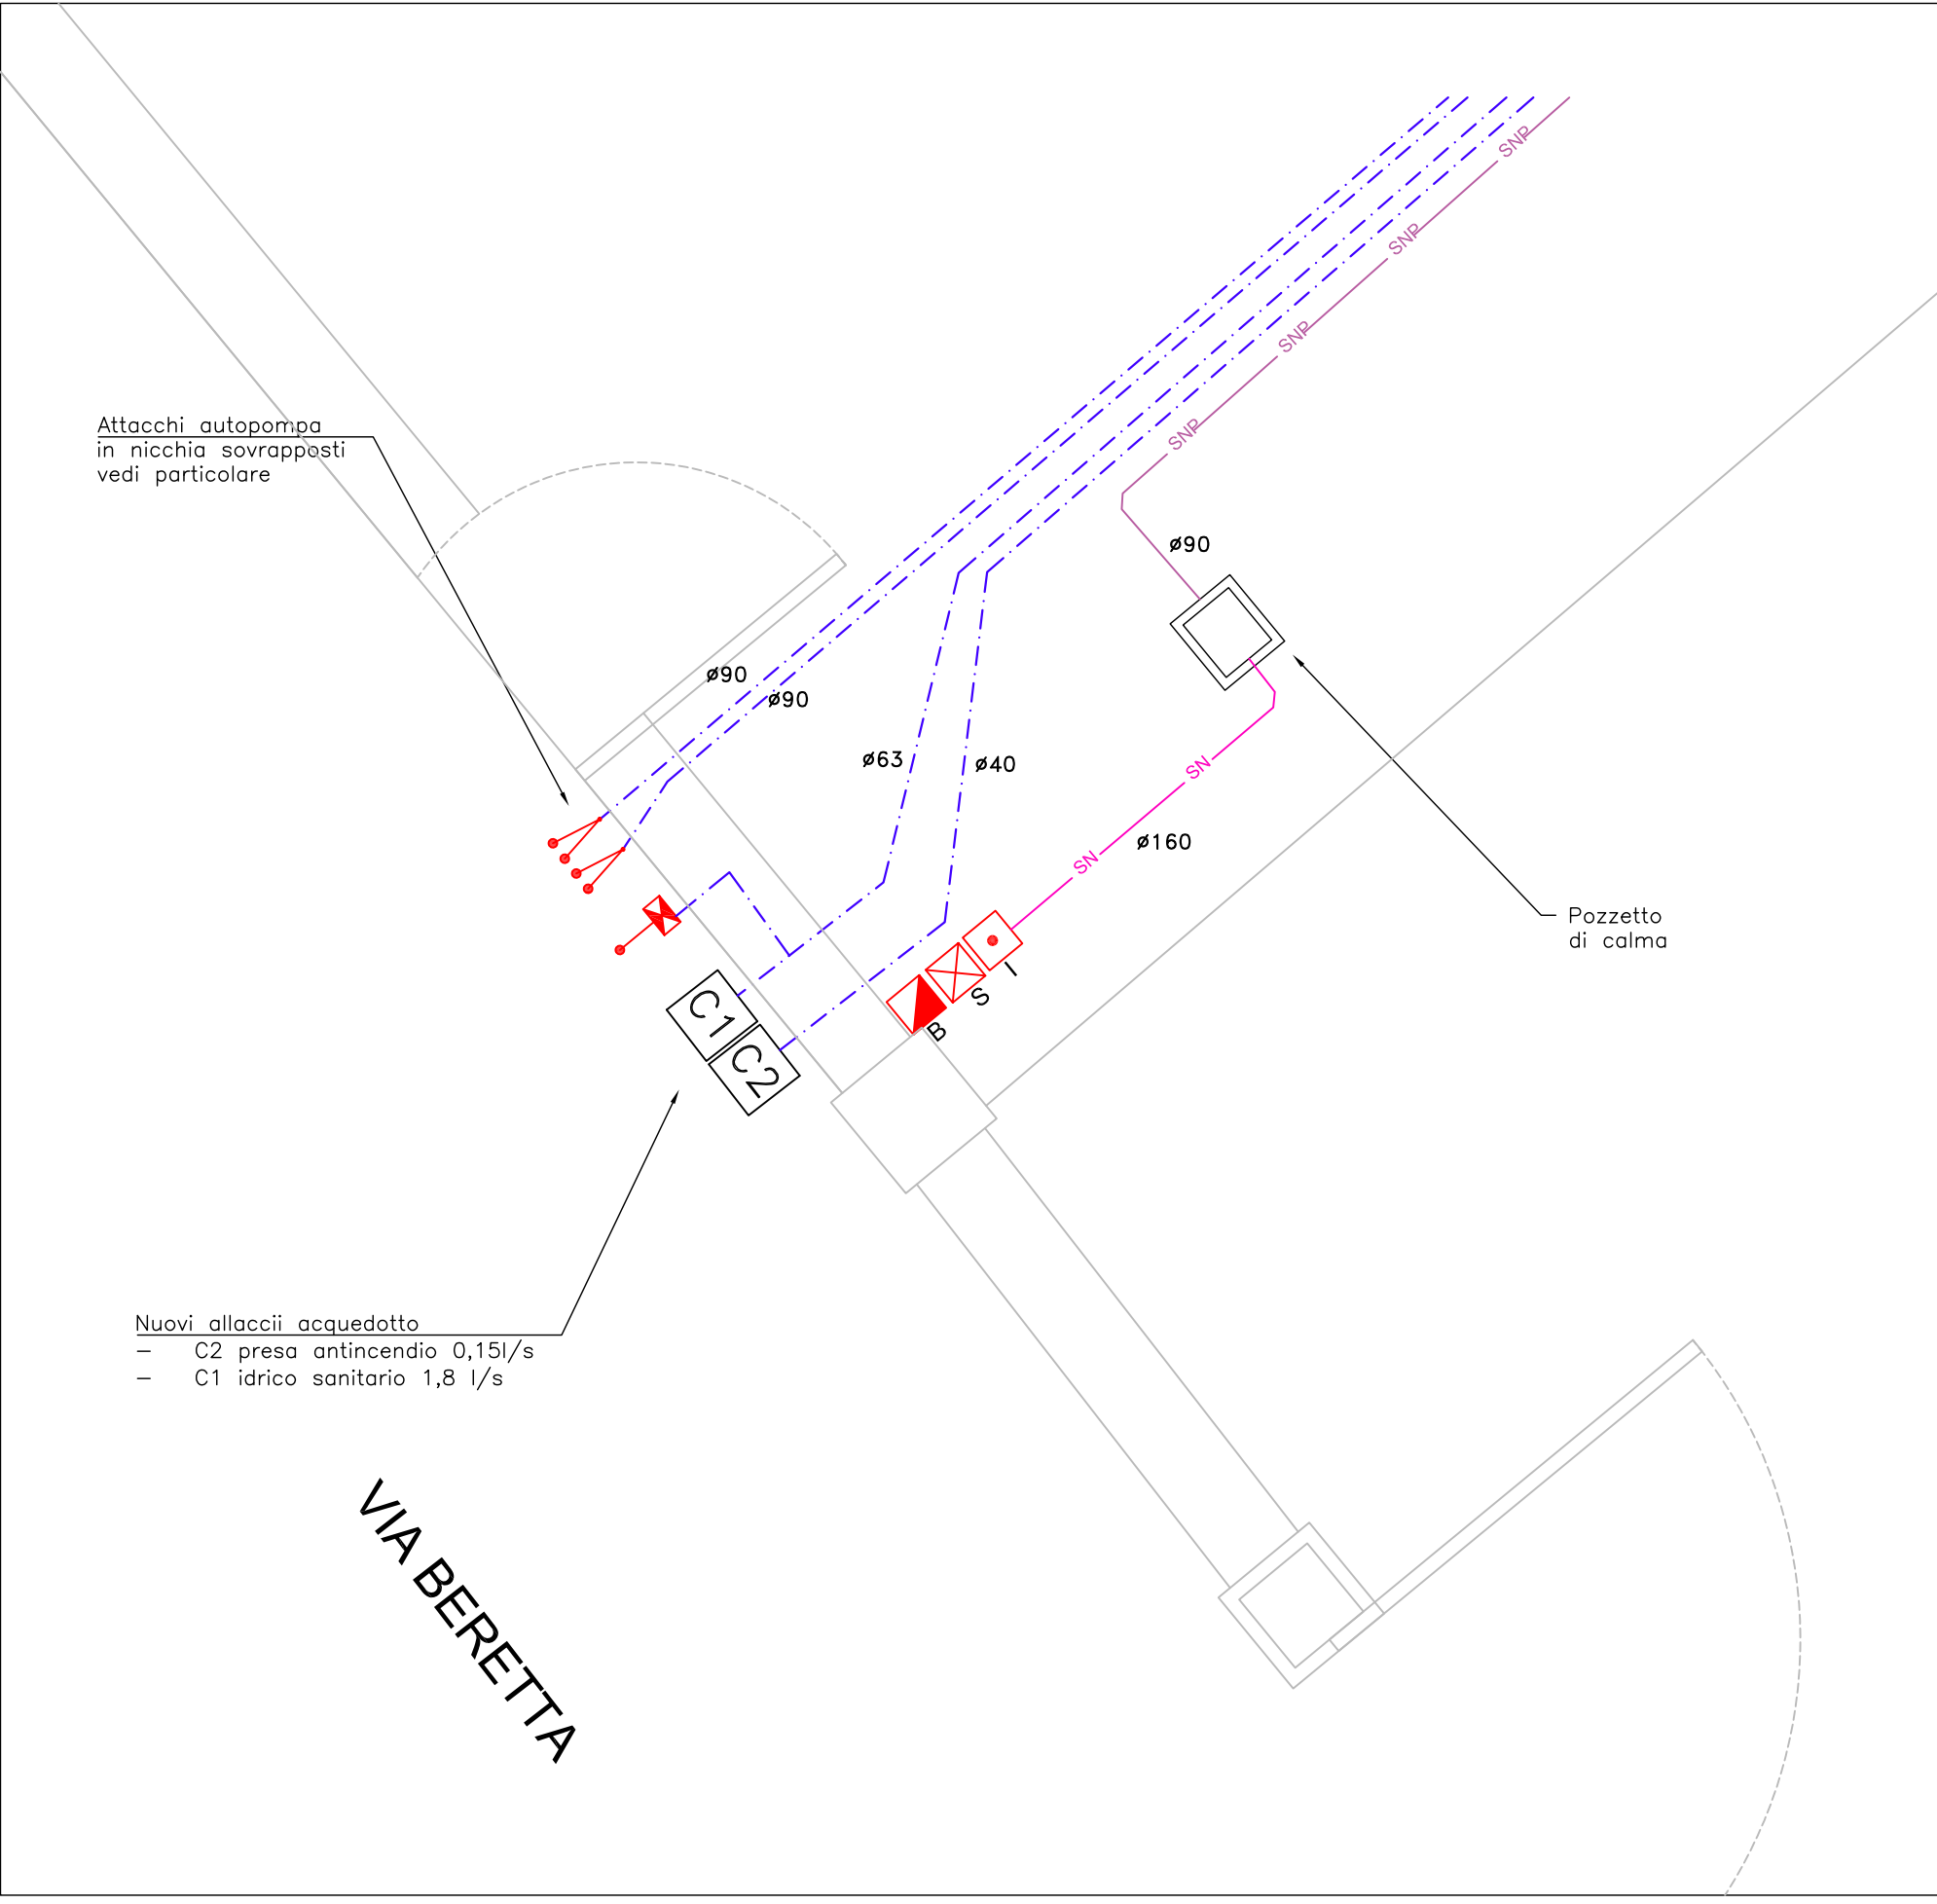 SNP
SNP
SNP
SNP
Attacchi autopompa
in nicchia sovrapposti
vedi particolare
ø90
ø90
ø90
ø63
ø40
SN
ø160
SN
Pozzetto
di calma
I
S
B
C1
C2
Nuovi allaccii acquedotto
– C2 presa antincendio 0,15l/s
– C1 idrico sanitario 1,8 l/s
VIA BERETTA